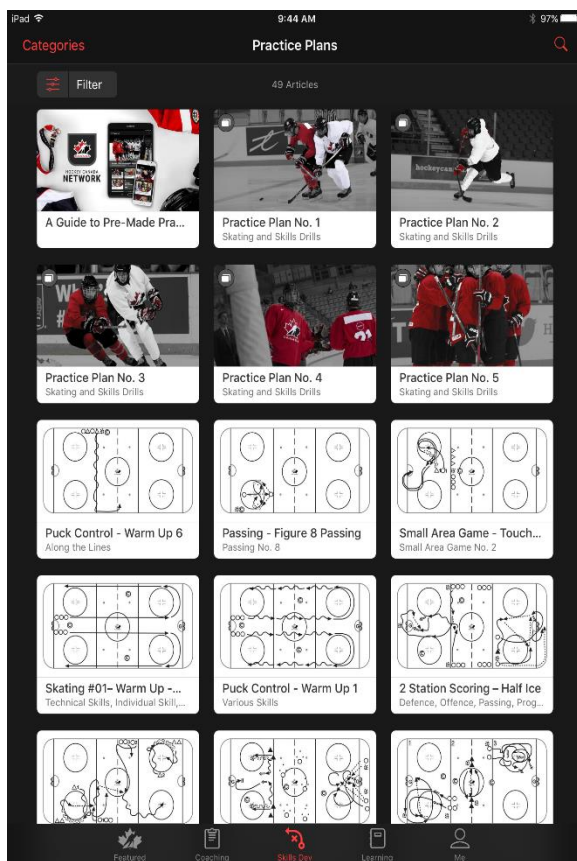 iPad 9:44 AM 97%
Categories Practice Plans
Filter 49 Articles
HOCKEY CANADA
NETWORK
A Guide to Pre-Made Pra...
Practice Plan No. 1
Skating and Skills Drills
Practice Plan No. 2
Skating and Skills Drills
Practice Plan No. 3
Skating and Skills Drills
Practice Plan No. 4
Skating and Skills Drills
Practice Plan No. 5
Skating and Skills Drills
Puck Control - Warm Up 6
Along the Lines
Passing - Figure 8 Passing
Passing No. 8
Small Area Game - Touch...
Small Area Game No. 2
Skating #01– Warm Up -...
Technical Skills, Individual Skill,...
Puck Control - Warm Up 1
Various Skills
2 Station Scoring – Half Ice
Defence, Offence, Passing, Prog...
Featured
Coaching
Skills Dev
Learning
Me